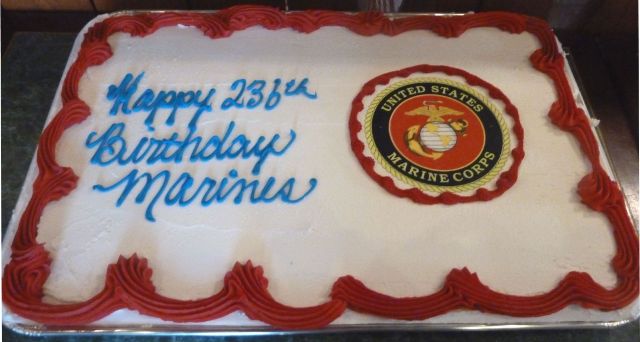 Happy 236th
Birthday
Marines
UNITED STATES
MARINE CORPS